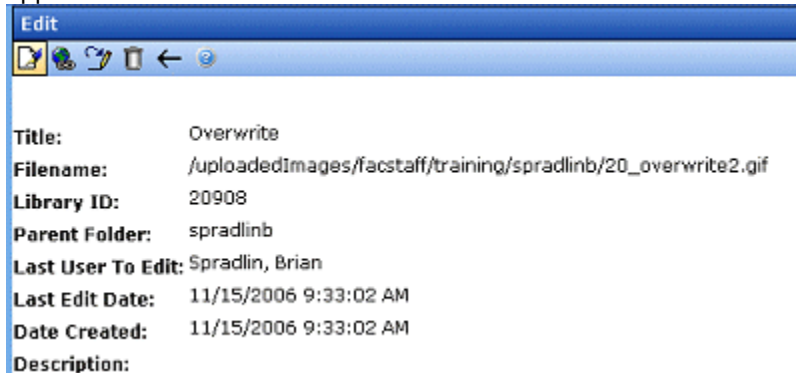 Edit
Title: Overwrite
Filename: /uploadedImages/facstaff/training/spradlinb/20_overwrite2.gif
Library ID: 20908
Parent Folder: spradlinb
Last User To Edit: Spradlin, Brian
Last Edit Date: 11/15/2006 9:33:02 AM
Date Created: 11/15/2006 9:33:02 AM
Description: